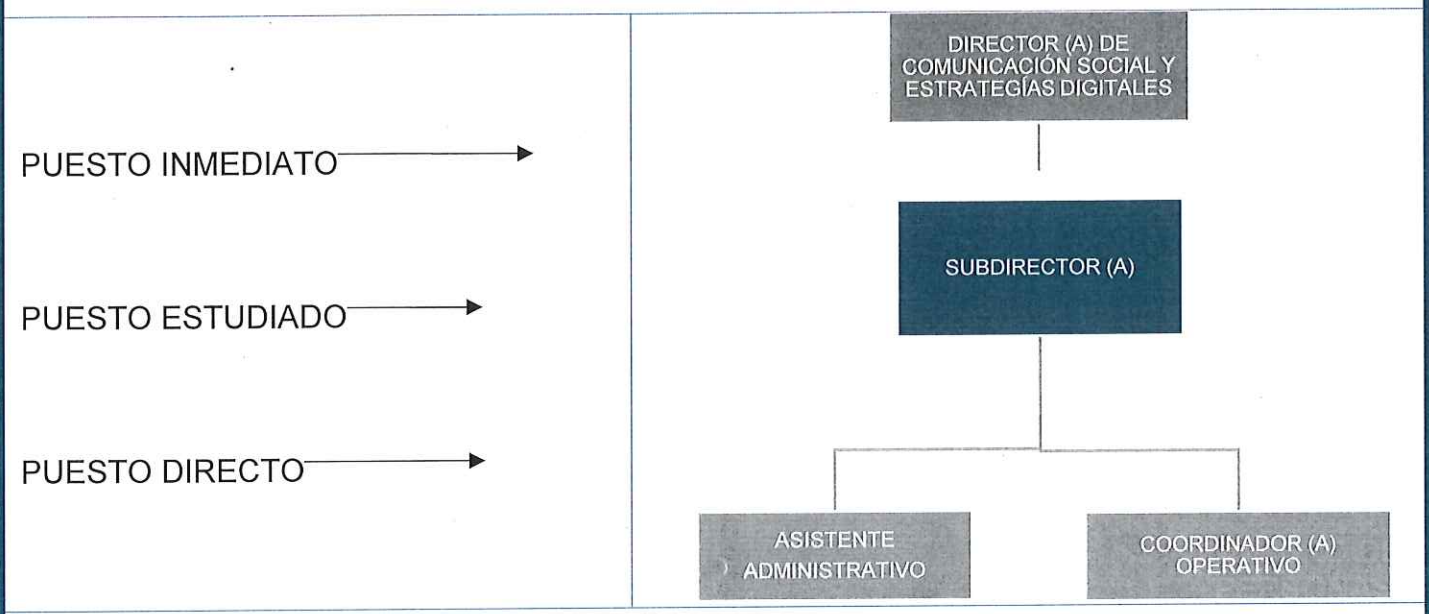 DIRECTOR (A) DE
COMUNICACIÓN SOCIAL Y
ESTRATEGÍAS DIGITALES
PUESTO INMEDIATO
SUBDIRECTOR (A)
PUESTO ESTUDIADO
PUESTO DIRECTO
ASISTENTE
ADMINISTRATIVO
COORDINADOR (A)
OPERATIVO